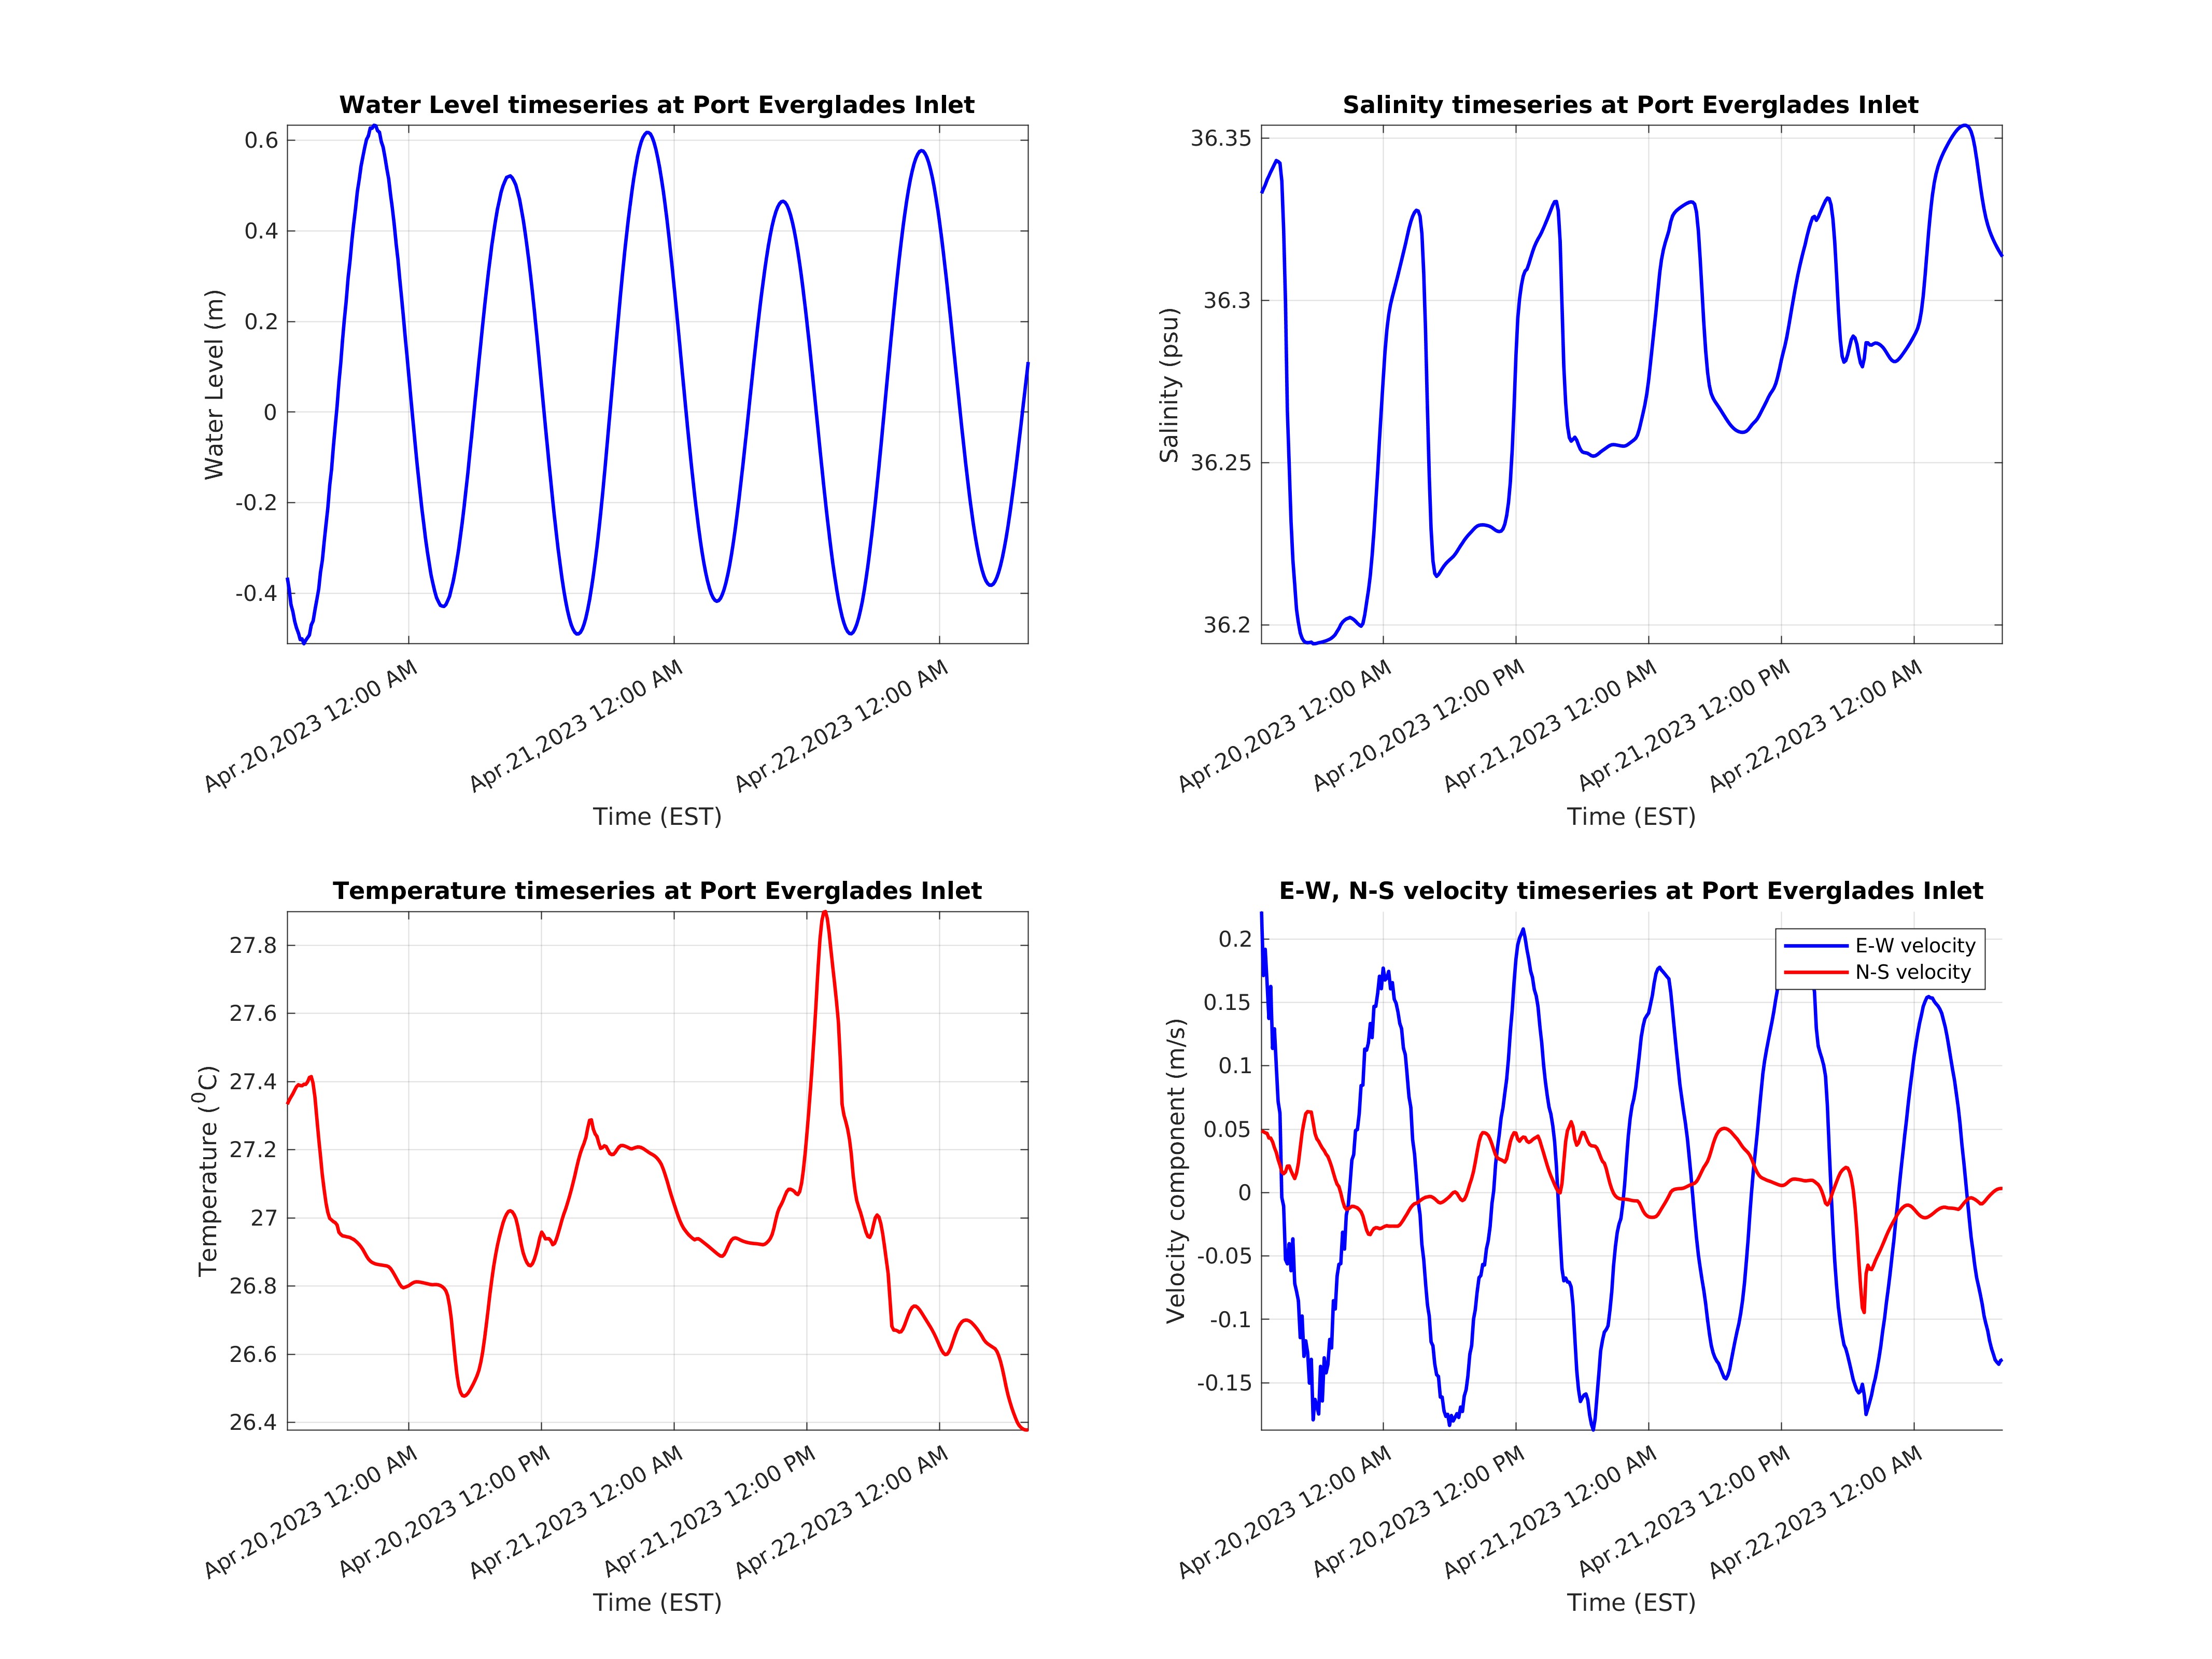 Water Level timeseries at Port Everglades Inlet
0.6
0.4
0.2
0
-0.2
-0.4
Water Level (m)
Apr.20,2023 12:00 AM
Apr.21,2023 12:00 AM
Apr.22,2023 12:00 AM
Time (EST)
Salinity timeseries at Port Everglades Inlet
36.35
36.3
36.25
36.2
Salinity (psu)
Apr.20,2023 12:00 AM
Apr.20,2023 12:00 PM
Apr.21,2023 12:00 AM
Apr.21,2023 12:00 PM
Apr.22,2023 12:00 AM
Time (EST)
Temperature timeseries at Port Everglades Inlet
27.8
27.6
27.4
27.2
27
26.8
26.6
26.4
Temperature (⁰C)
Apr.20,2023 12:00 AM
Apr.20,2023 12:00 PM
Apr.21,2023 12:00 AM
Apr.21,2023 12:00 PM
Apr.22,2023 12:00 AM
Time (EST)
E-W, N-S velocity timeseries at Port Everglades Inlet
E-W velocity
N-S velocity
0.2
0.15
0.1
0.05
0
-0.05
-0.1
-0.15
Velocity component (m/s)
Apr.20,2023 12:00 AM
Apr.20,2023 12:00 PM
Apr.21,2023 12:00 AM
Apr.21,2023 12:00 PM
Apr.22,2023 12:00 AM
Time (EST)